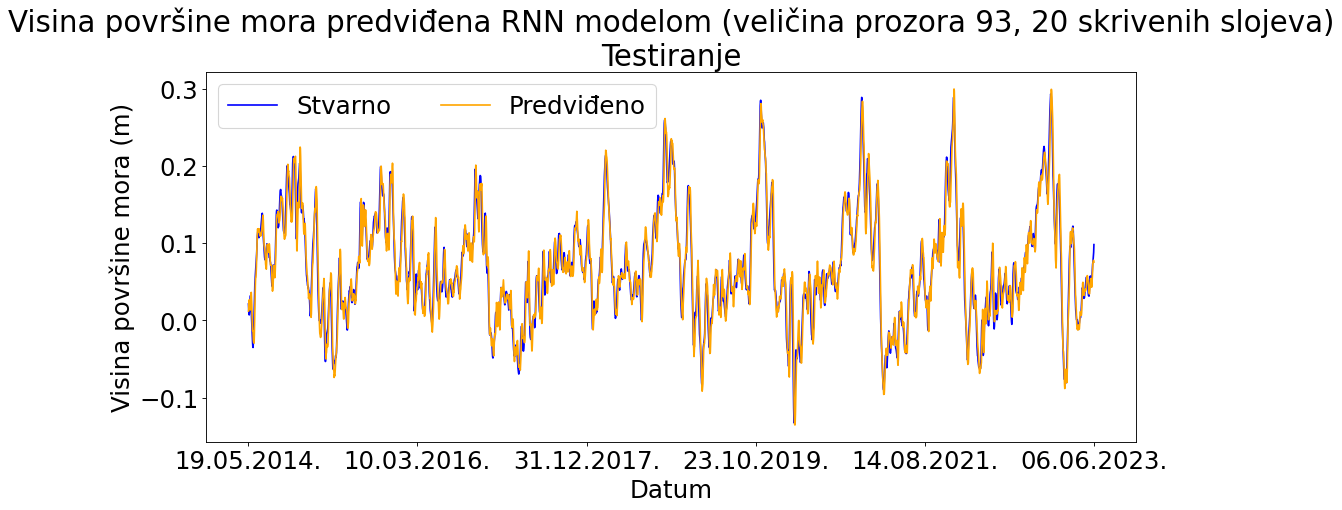 Visina površine mora predviđena RNN modelom (veličina prozora 93, 20 skrivenih slojeva)
Testiranje
Stvarno Predviđeno
Visina površine mora (m)
0.3
0.2
0.1
0.0
−0.1
19.05.2014. 10.03.2016. 31.12.2017. 23.10.2019. 14.08.2021. 06.06.2023.
Datum